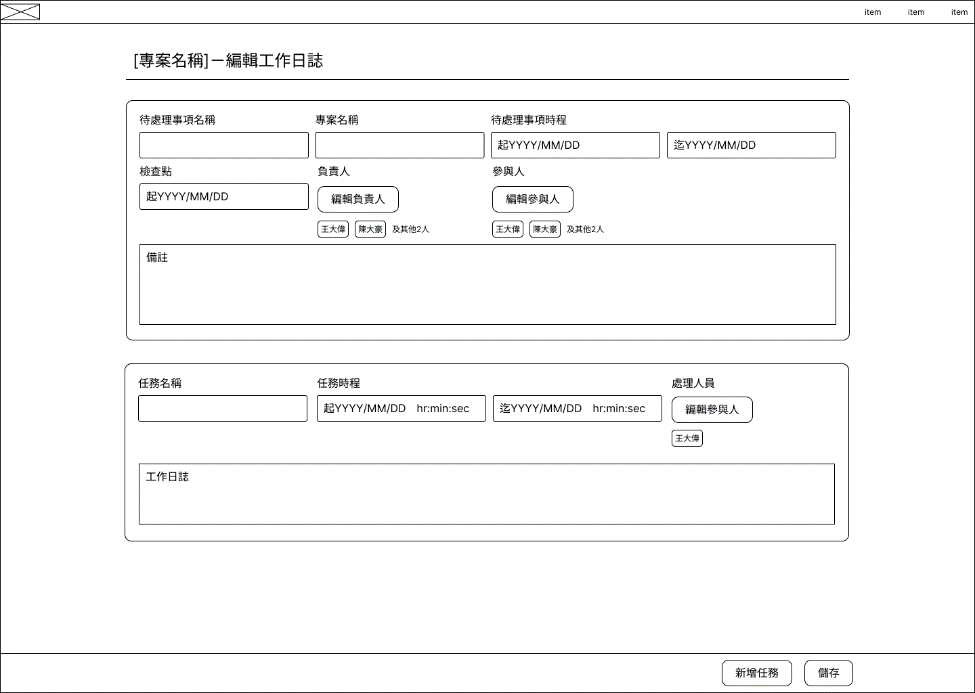 item item item
[專案名稱]－編輯工作日誌
待處理事項名稱 專案名稱 待處理事項時程
起YYYY/MM/DD 迄YYYY/MM/DD
檢查點 負責人 參與人
起YYYY/MM/DD 編輯負責人 編輯參與人
王大偉 陳大豪 及其他2人 王大偉 陳大豪 及其他2人
備註
任務名稱 任務時程 處理人員
起YYYY/MM/DD hr:min:sec 迄YYYY/MM/DD hr:min:sec 編輯參與人
王大偉
工作日誌
新增任務 儲存